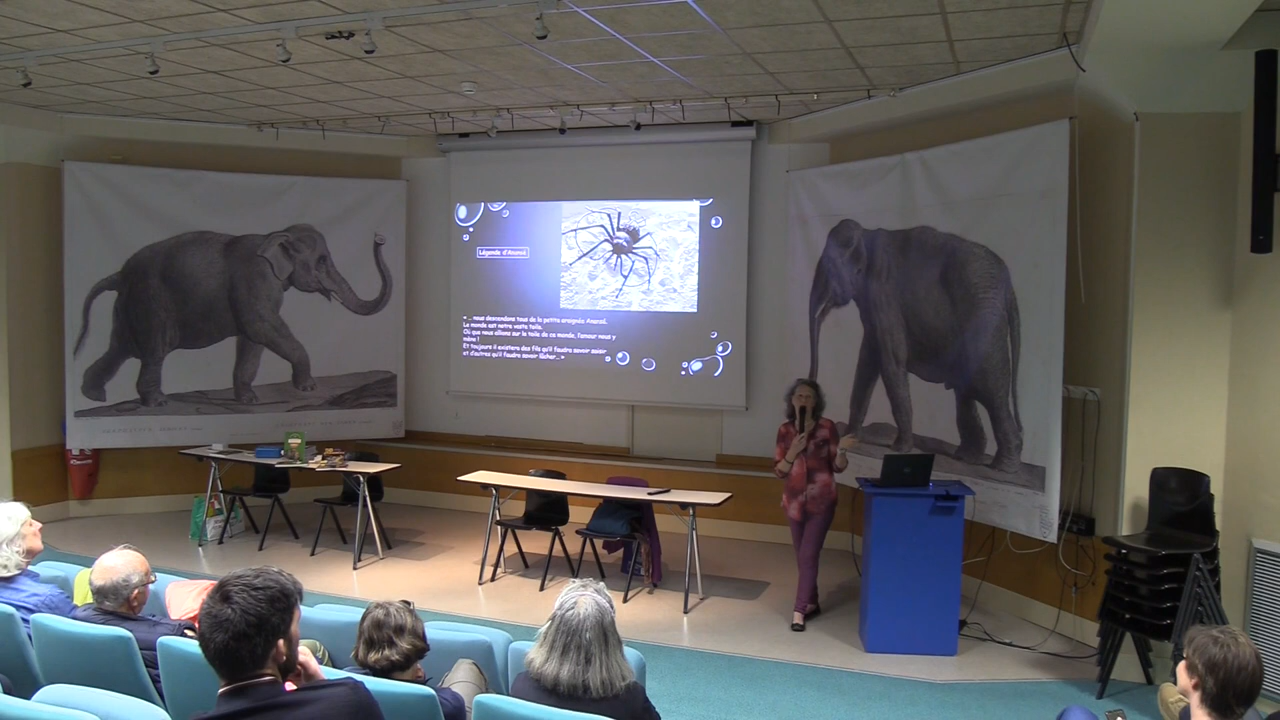 Légende d'Anansé
« … nous descendons tous de la petite araignée Anansé.
Le monde est notre vaste toile.
Où que nous allions sur la toile de ce monde, l'amour nous y
mène !
Et toujours il existera des fils qu'il faudra savoir saisir
et d'autres qu'il faudra savoir lâcher… »